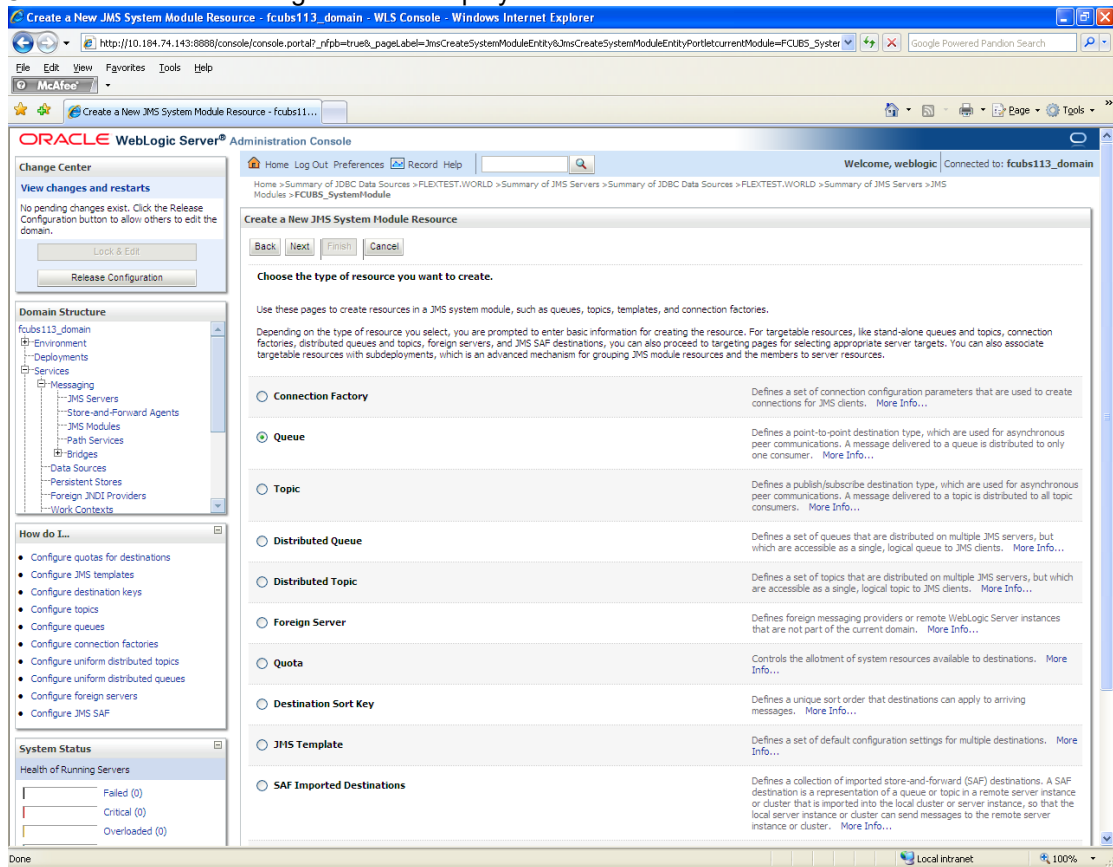 Create a New JMS System Module Resource - fcubs113_domain - WLS Console - Windows Internet Explorer
http://10.184.74.143:8888/console/console.portal?_nfpb=true&_pageLabel=JmsCreateSystemModuleEntity&JmsCreateSystemModuleEntityPortletcurrentModule=FCUBS_System
Google Powered Pandion Search
File Edit View Favorites Tools Help
McAfee
Create a New JMS System Module Resource - fcubs11...
Page Tools
ORACLE WebLogic Server® Administration Console
Change Center
View changes and restarts
No pending changes exist. Click the Release
Configuration button to allow others to edit the
domain.
Lock & Edit
Release Configuration
Domain Structure
fcubs113_domain
Environment
Deployments
Services
Messaging
JMS Servers
Store-and-Forward Agents
JMS Modules
Path Services
Bridges
Data Sources
Persistent Stores
Foreign JNDI Providers
Work Contexts
How do I...
Configure quotas for destinations
Configure JMS templates
Configure destination keys
Configure topics
Configure queues
Configure connection factories
Configure uniform distributed topics
Configure uniform distributed queues
Configure foreign servers
Configure JMS SAF
System Status
Health of Running Servers
Failed (0)
Critical (0)
Overloaded (0)
Home Log Out Preferences Record Help
Welcome, weblogic Connected to: fcubs113_domain
Home >Summary of JDBC Data Sources >FLEXTEST.WORLD >Summary of JMS Servers >Summary of JDBC Data Sources >FLEXTEST.WORLD >Summary of JMS Servers >JMS
Modules >FCUBS_SystemModule
Create a New JMS System Module Resource
Back Next Finish Cancel
Choose the type of resource you want to create.
Use these pages to create resources in a JMS system module, such as queues, topics, templates, and connection factories.
Depending on the type of resource you select, you are prompted to enter basic information for creating the resource. For targetable resources, like stand-alone queues and topics, connection
factories, distributed queues and topics, foreign servers, and JMS SAF destinations, you can also proceed to targeting pages for selecting appropriate server targets. You can also associate
targetable resources with subdeployments, which is an advanced mechanism for grouping JMS module resources and the members to server resources.
Connection Factory
Defines a set of connection configuration parameters that are used to create
connections for JMS clients. More Info...
Queue
Defines a point-to-point destination type, which are used for asynchronous
peer communications. A message delivered to a queue is distributed to only
one consumer. More Info...
Topic
Defines a publish/subscribe destination type, which are used for asynchronous
peer communications. A message delivered to a topic is distributed to all topic
consumers. More Info...
Distributed Queue
Defines a set of queues that are distributed on multiple JMS servers, but
which are accessible as a single, logical queue to JMS clients. More Info...
Distributed Topic
Defines a set of topics that are distributed on multiple JMS servers, but which
are accessible as a single, logical topic to JMS clients. More Info...
Foreign Server
Defines foreign messaging providers or remote WebLogic Server instances
that are not part of the current domain. More Info...
Quota
Controls the allotment of system resources available to destinations. More
Info...
Destination Sort Key
Defines a unique sort order that destinations can apply to arriving
messages. More Info...
JMS Template
Defines a set of default configuration settings for multiple destinations. More
Info...
SAF Imported Destinations
Defines a collection of imported store-and-forward (SAF) destinations. A SAF
destination is a representation of a queue or topic in a remote server instance
or cluster that is imported into the local cluster or server instance, so that the
local server instance or cluster can send messages to the remote server
instance or cluster. More Info...
Done
Local intranet
100%